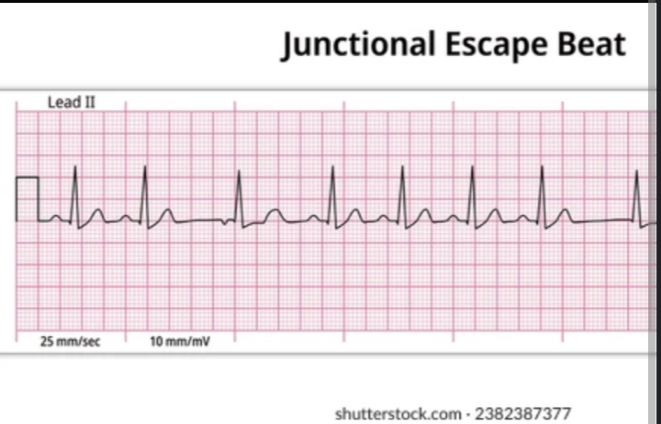 Junctional Escape Beat
Lead II
25 mm/sec 10 mm/mV
shutterstock.com · 2382387377